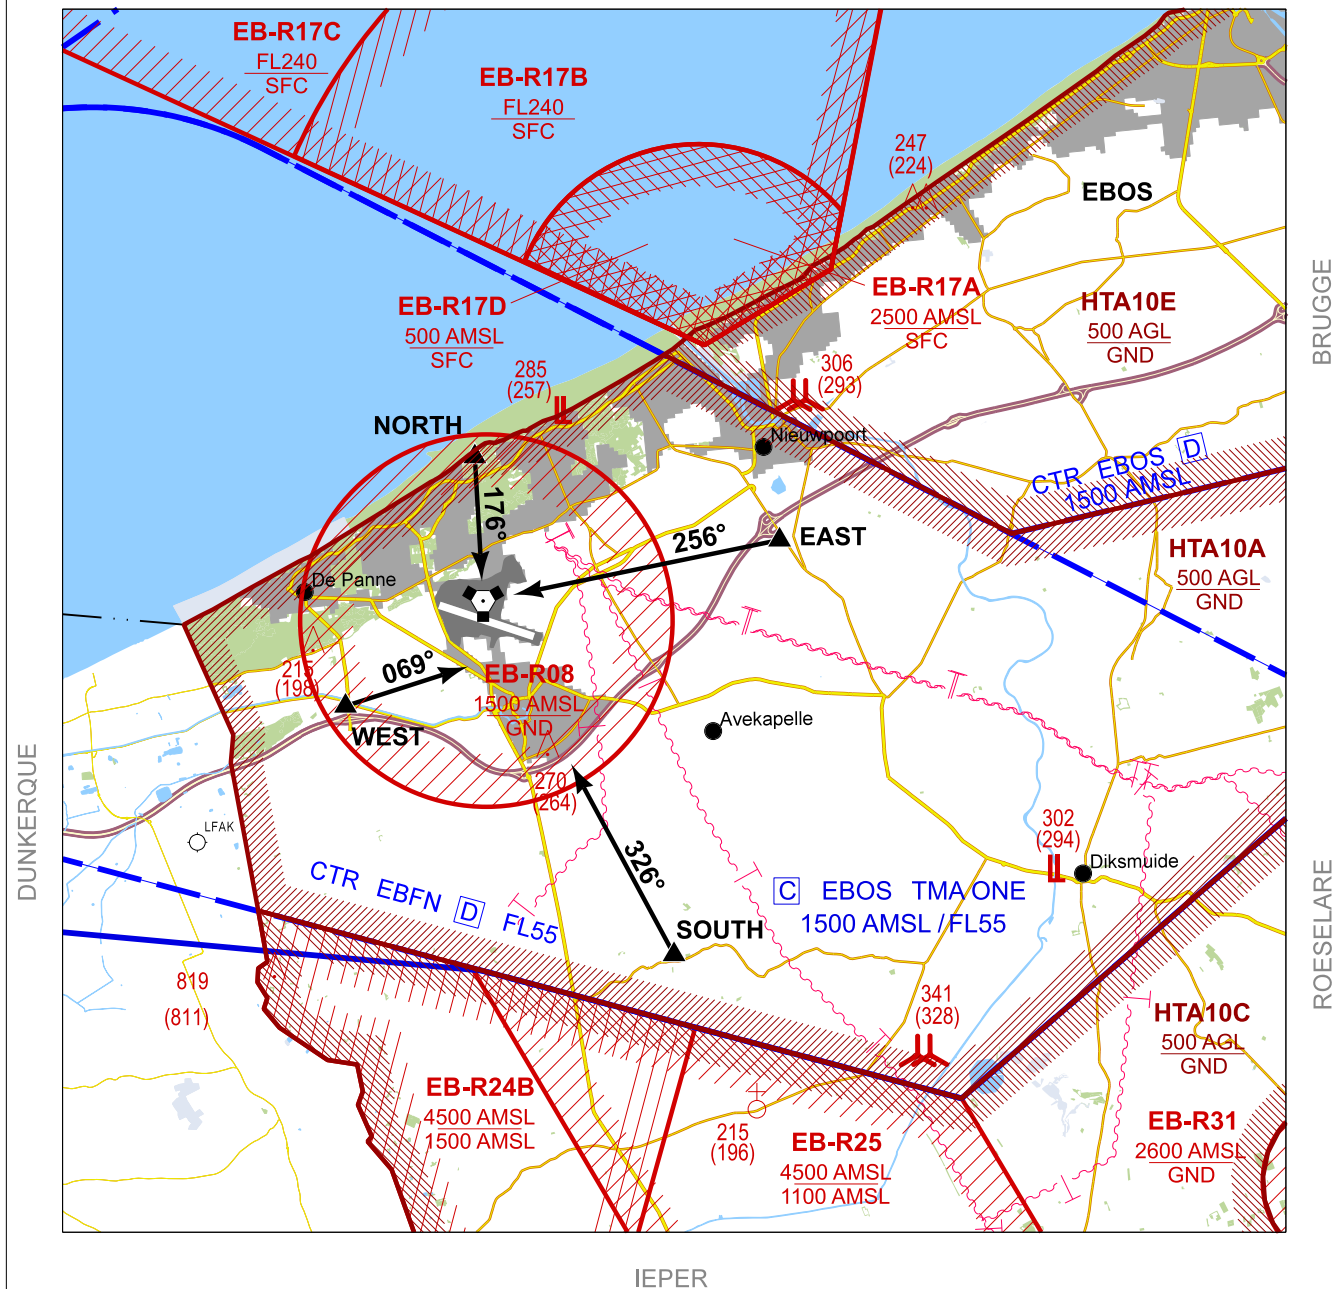 EB-R17C
FL240
SFC
EB-R17B
FL240
SFC
247
(224)
EBOS
EB-R17D
500 AMSL
SFC
EB-R17A
2500 AMSL
SFC
HTA10E
500 AGL
GND
BRUGGE
285
(257)
306
(293)
NORTH
Nieuwpoort
CTR EBOS D
1500 AMSL
176°
256°
EAST
HTA10A
500 AGL
GND
De Panne
215
(198)
069°
EB-R08
1500 AMSL
GND
WEST
Avekapelle
270
(264)
DUNKERQUE
LFAK
302
(294)
Diksmuide
326°
CTR EBFN D FL55
C EBOS TMA ONE
1500 AMSL / FL55
SOUTH
ROESELARE
819
(811)
341
(328)
HTA10C
500 AGL
GND
EB-R24B
4500 AMSL
1500 AMSL
215
(196)
EB-R25
4500 AMSL
1100 AMSL
EB-R31
2600 AMSL
GND
IEPER